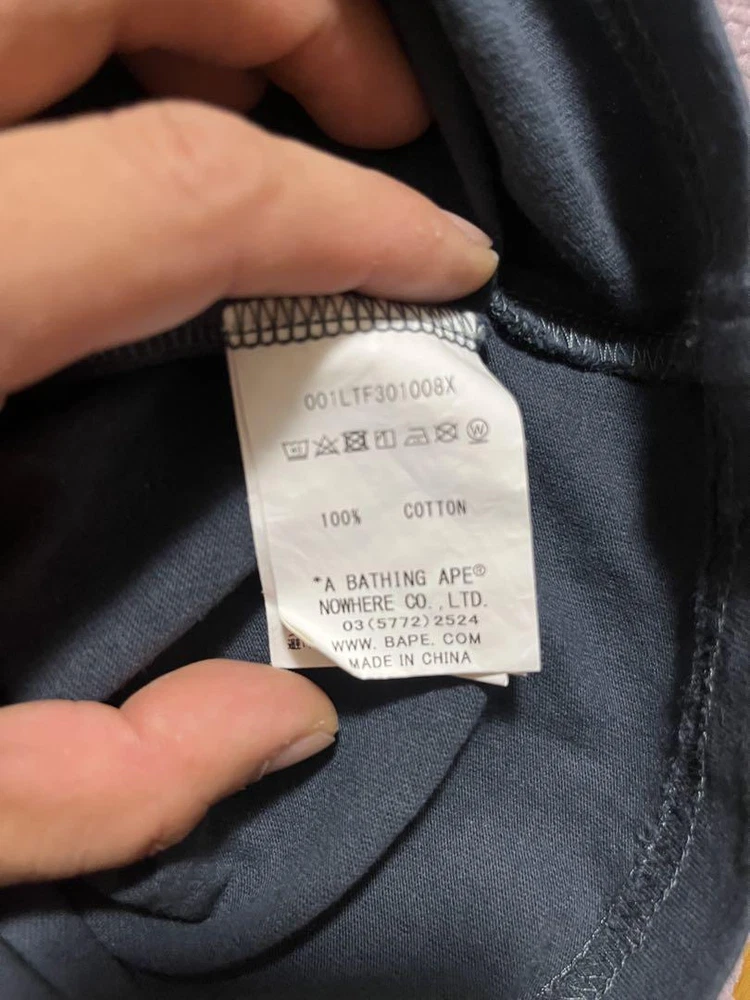 001LTF301008X
100% COTTON
*A BATHING APE®
NOWHERE CO.,LTD.
03(5772)2524
WWW.BAPE.COM
MADE IN CHINA